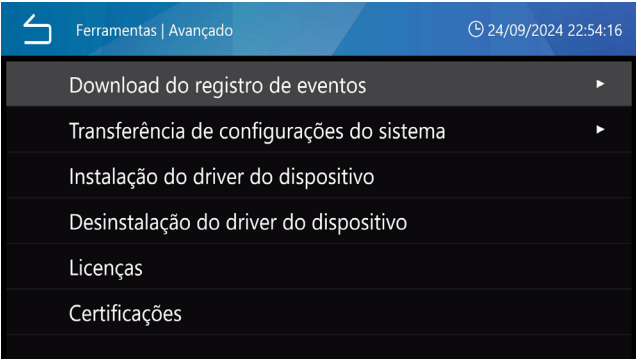 Ferramentas | Avançado 24/09/2024 22:54:16
Download do registro de eventos
Transferência de configurações do sistema
Instalação do driver do dispositivo
Desinstalação do driver do dispositivo
Licenças
Certificações